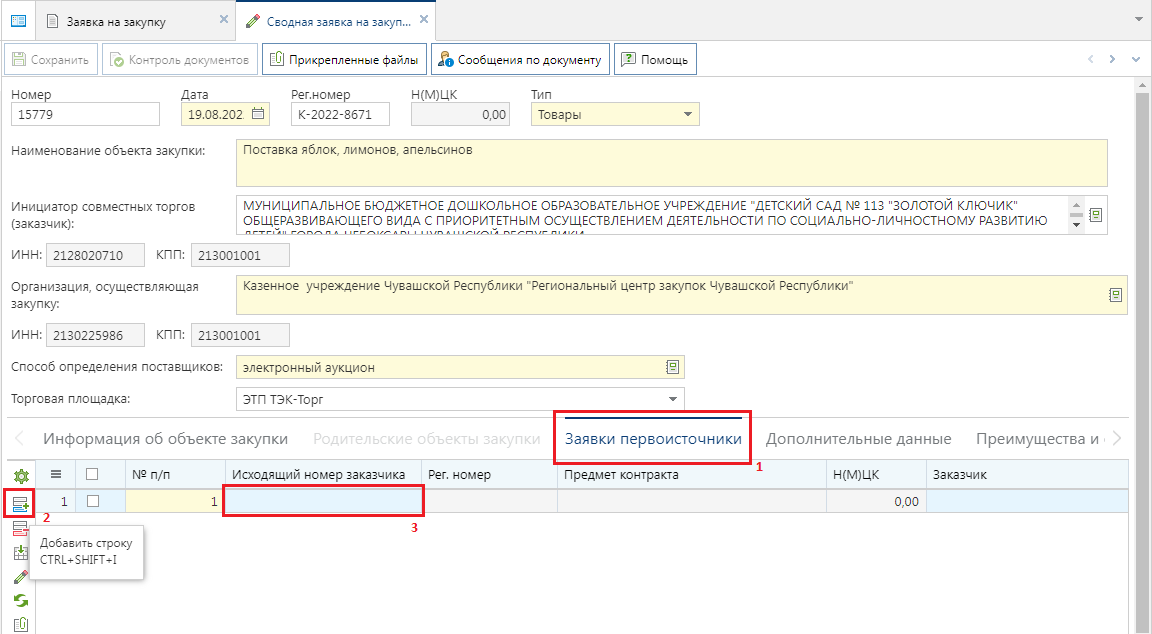 Заявка на закупку
Сводная заявка на закуп...
Сохранить
Контроль документов
Прикрепленные файлы
Сообщения по документу
Помощь
Номер
Дата
Рег.номер
Н(М)ЦК
Тип
15779
19.08.202
К-2022-8671
0,00
Товары
Наименование объекта закупки:
Поставка яблок, лимонов, апельсинов
Инициатор совместных торгов
(заказчик):
МУНИЦИПАЛЬНОЕ БЮДЖЕТНОЕ ДОШКОЛЬНОЕ ОБРАЗОВАТЕЛЬНОЕ УЧРЕЖДЕНИЕ "ДЕТСКИЙ САД № 113 "ЗОЛОТОЙ КЛЮЧИК"
ОБЩЕРАЗВИВАЮЩЕГО ВИДА С ПРИОРИТЕТНЫМ ОСУЩЕСТВЛЕНИЕМ ДЕЯТЕЛЬНОСТИ ПО СОЦИАЛЬНО-ЛИЧНОСТНОМУ РАЗВИТИЮ
ДЕТЕЙ" ГОРОДА ЧЕБОКСАРЫ ЧУВАШСКОЙ РЕСПУБЛИКИ
ИНН: 2128020710 КПП: 213001001
Организация, осуществляющая
закупку:
Казенное учреждение Чувашской Республики "Региональный центр закупок Чувашской Республики"
ИНН: 2130225986 КПП: 213001001
Способ определения поставщиков:
электронный аукцион
Торговая площадка:
ЭТП ТЭК-Торг
Информация об объекте закупки
Родительские объекты закупки
Заявки первоисточники
Дополнительные данные
Преимущества и
1
№ п/п
Исходящий номер заказчика
Рег. номер
Предмет контракта
Н(М)ЦК
Заказчик
1
1
0,00
2
3
Добавить строку
CTRL+SHIFT+I